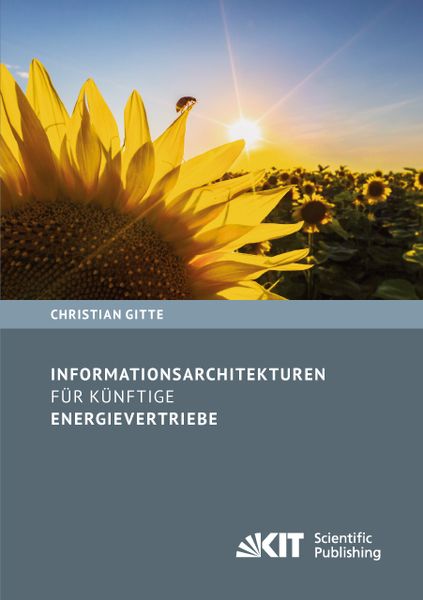 CHRISTIAN GITTE
INFORMATIONSARCHITEKTUREN
FÜR KÜNFTIGE
ENERGIEVERTRIEBE
KIT Scientific
Publishing